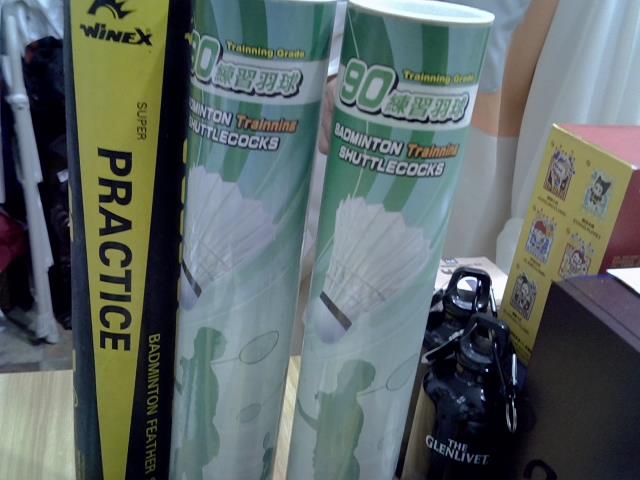 WINEX
SUPER
PRACTICE
BADMINTON FEATHER
Trainning Grade
90練習羽球
BADMINTON Trainning
SHUTTLECOCKS
Trainning Grade
90練習羽球
BADMINTON Trainning
SHUTTLECOCKS
THE
GLENLIVET